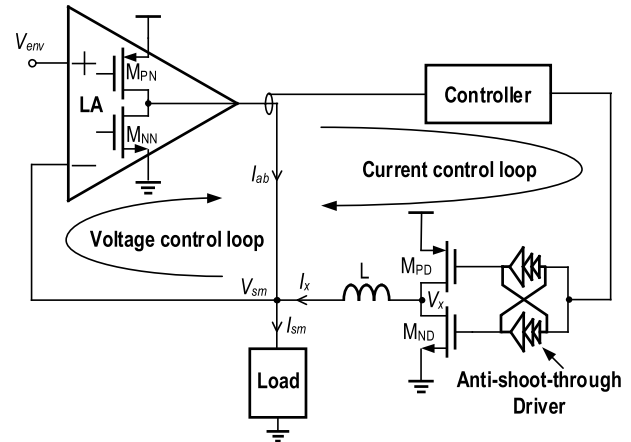 V_env
+
M_PN
LA
M_NN
−
Controller
I_ab
Current control loop
Voltage control loop
M_PD
L
V_sm
I_x
V_x
I_sm
M_ND
Load
Anti-shoot-through
Driver